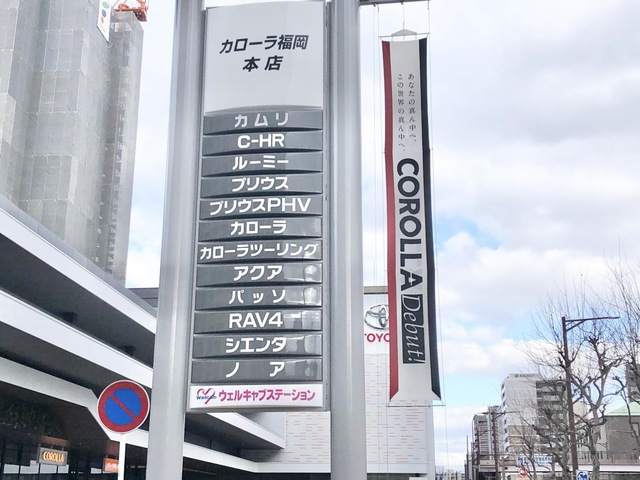 カローラ福岡
本店
カムリ
C-HR
ルーミー
プリウス
プリウスPHV
カローラ
カローラツーリング
アクア
パッソ
RAV4
シエンタ
ノア
Welcab
ウェルキャブステーション
あなたの真ん中へ。
この世界の真ん中へ。
COROLLA Debut!
TOYO
COROLLA